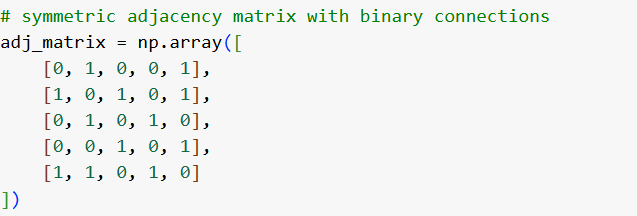 # symmetric adjacency matrix with binary connections
adj_matrix = np.array([
    [0, 1, 0, 0, 1],
    [1, 0, 1, 0, 1],
    [0, 1, 0, 1, 0],
    [0, 0, 1, 0, 1],
    [1, 1, 0, 1, 0]
])